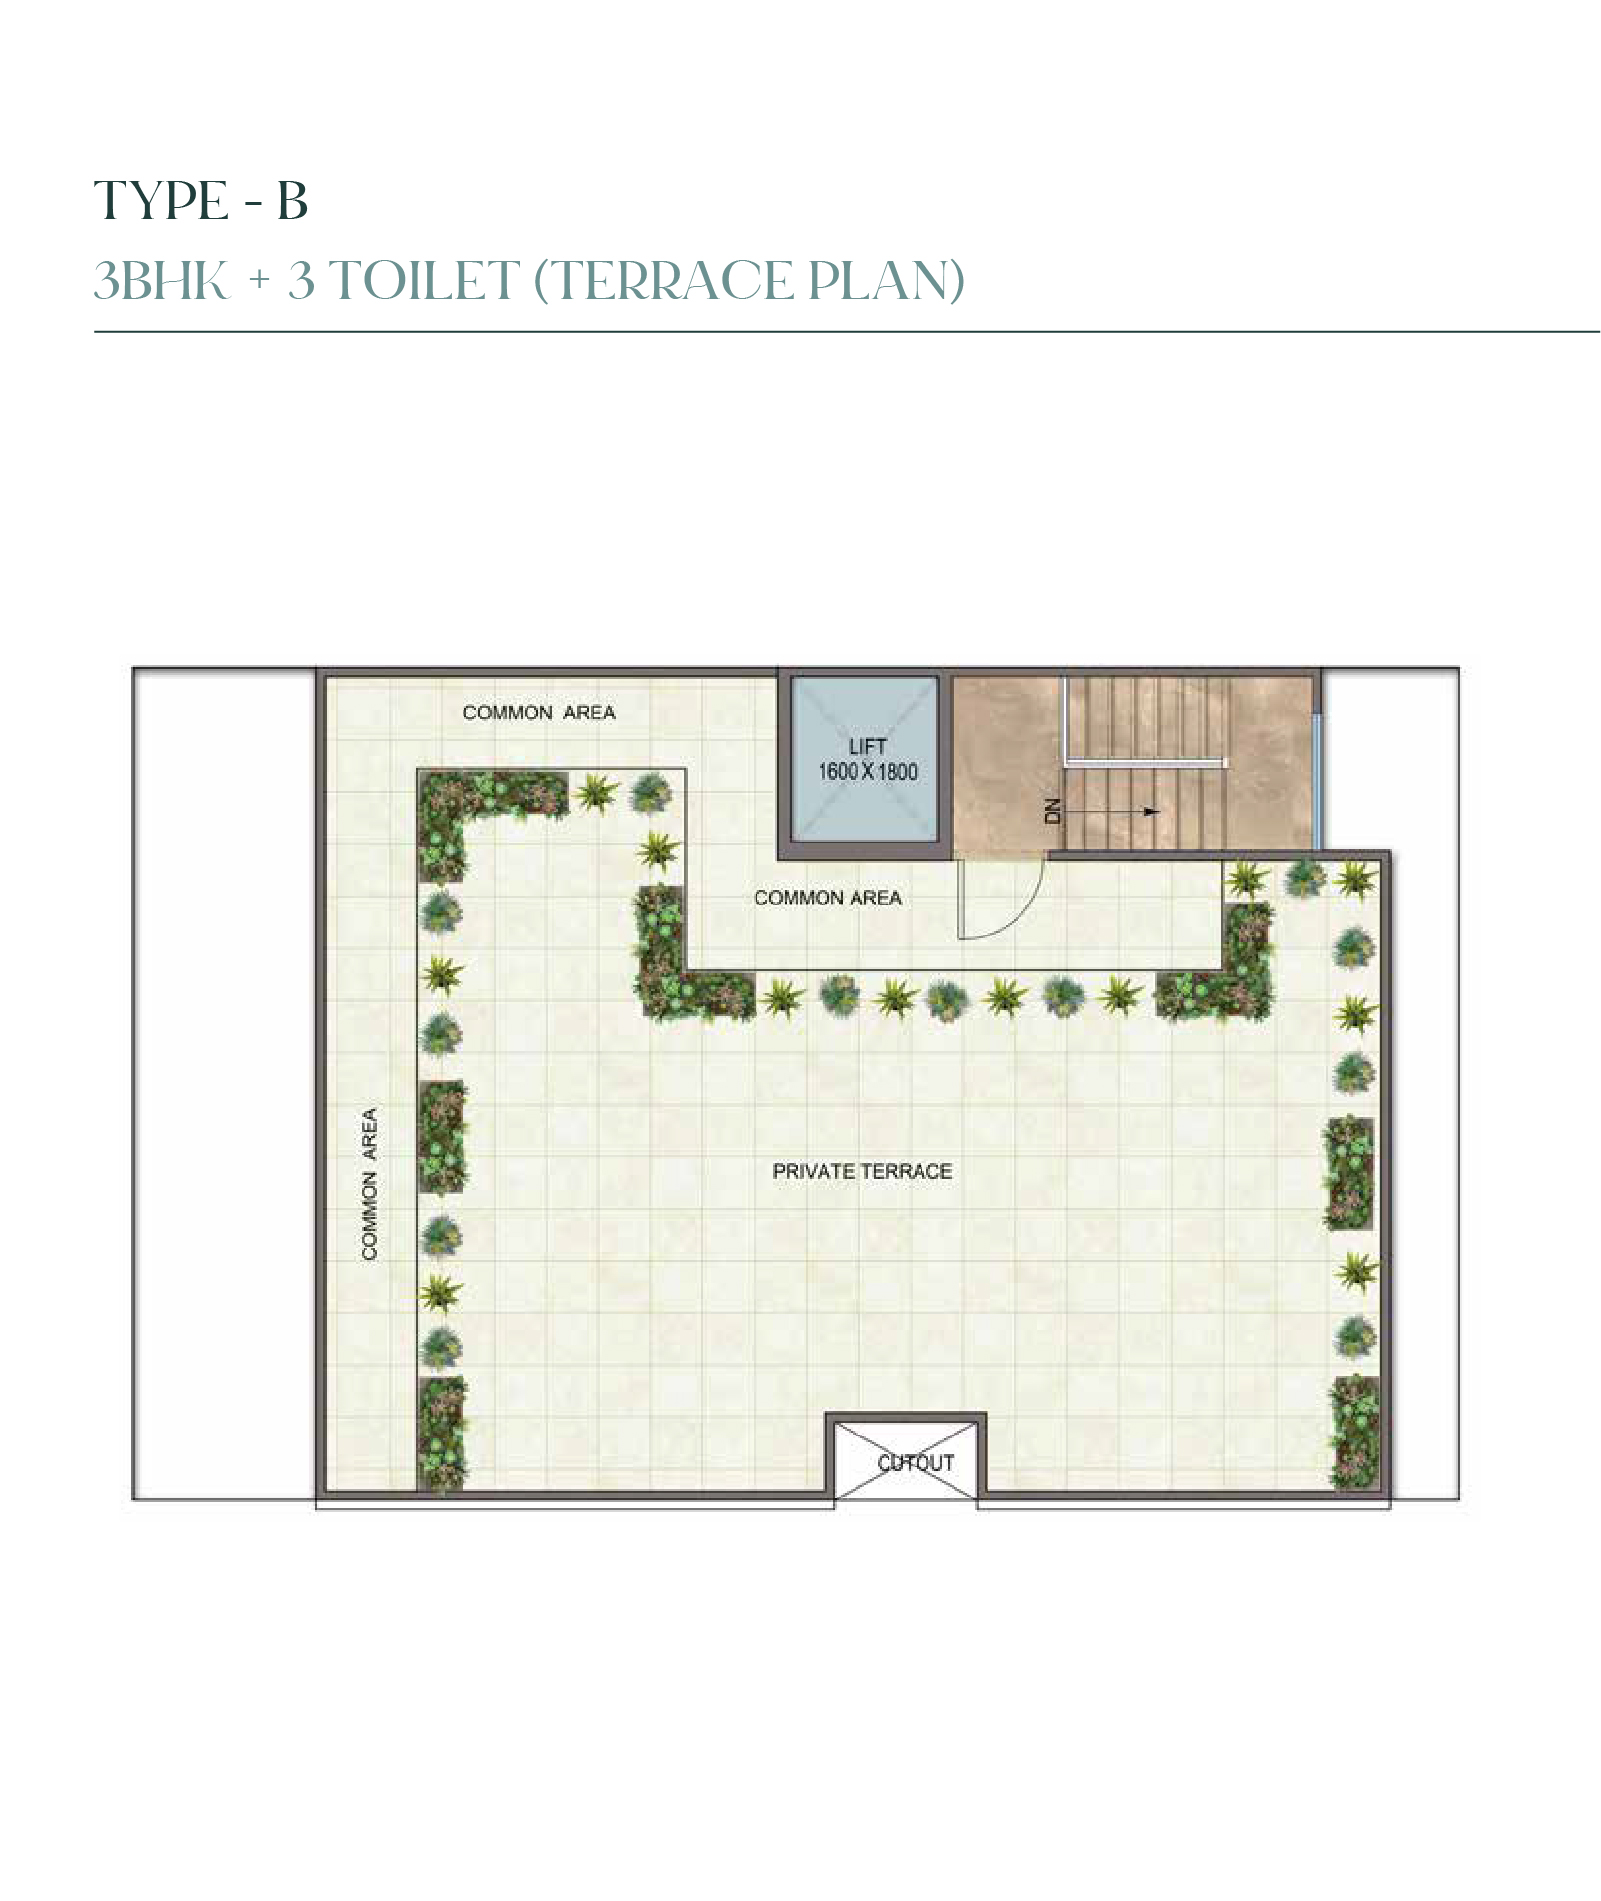 TYPE - B
3BHK + 3 TOILET (TERRACE PLAN)
COMMON AREA
LIFT
1600 X 1800
DN
COMMON AREA
COMMON AREA
PRIVATE TERRACE
CUTOUT